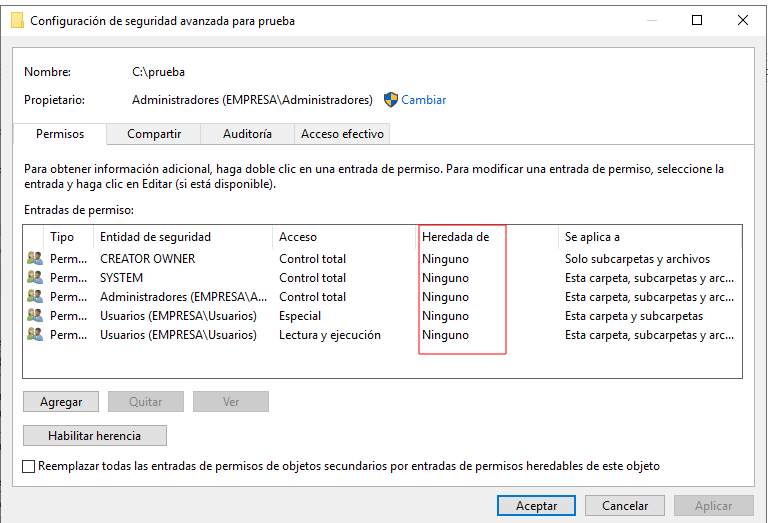 Configuración de seguridad avanzada para prueba
Nombre: C:\prueba
Propietario: Administradores (EMPRESA\Administradores) Cambiar
Permisos Compartir Auditoría Acceso efectivo
Para obtener información adicional, haga doble clic en una entrada de permiso. Para modificar una entrada de permiso, seleccione la
entrada y haga clic en Editar (si está disponible).
Entradas de permiso:
Tipo Entidad de seguridad Acceso Heredada de Se aplica a
Perm... CREATOR OWNER Control total Ninguno Solo subcarpetas y archivos
Perm... SYSTEM Control total Ninguno Esta carpeta, subcarpetas y arc...
Perm... Administradores (EMPRESA\A... Control total Ninguno Esta carpeta, subcarpetas y arc...
Perm... Usuarios (EMPRESA\Usuarios) Especial Ninguno Esta carpeta y subcarpetas
Perm... Usuarios (EMPRESA\Usuarios) Lectura y ejecución Ninguno Esta carpeta, subcarpetas y arc...
Agregar Quitar Ver
Habilitar herencia
Reemplazar todas las entradas de permisos de objetos secundarios por entradas de permisos heredables de este objeto
Aceptar Cancelar Aplicar